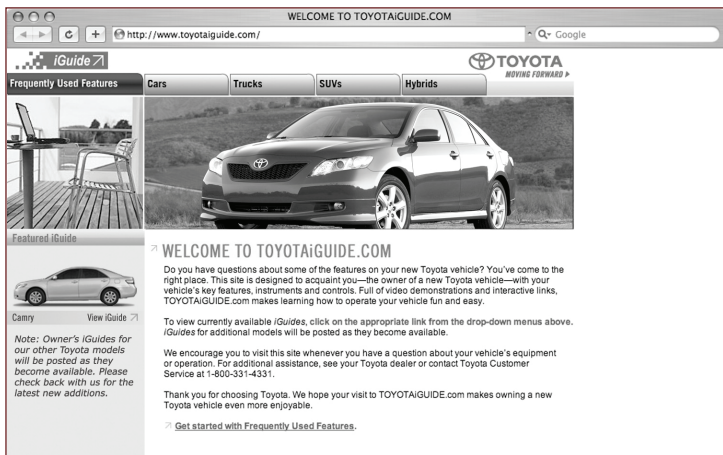 WELCOME TO TOYOTAiGUIDE.COM
http://www.toyotaiguide.com/
Google
iGuide
TOYOTA
MOVING FORWARD
Frequently Used Features
Cars
Trucks
SUVs
Hybrids
Featured iGuide
Camry
View iGuide
Note: Owner's iGuides for
our other Toyota models
will be posted as they
become available. Please
check back with us for the
latest new additions.
WELCOME TO TOYOTAiGUIDE.COM
Do you have questions about some of the features on your new Toyota vehicle? You've come to the
right place. This site is designed to acquaint you—the owner of a new Toyota vehicle—with your
vehicle's key features, instruments and controls. Full of video demonstrations and interactive links,
TOYOTAiGUIDE.com makes learning how to operate your vehicle fun and easy.
To view currently available iGuides, click on the appropriate link from the drop-down menus above.
iGuides for additional models will be posted as they become available.
We encourage you to visit this site whenever you have a question about your vehicle's equipment
or operation. For additional assistance, see your Toyota dealer or contact Toyota Customer
Service at 1-800-331-4331.
Thank you for choosing Toyota. We hope your visit to TOYOTAiGUIDE.com makes owning a new
Toyota vehicle even more enjoyable.
Get started with Frequently Used Features.